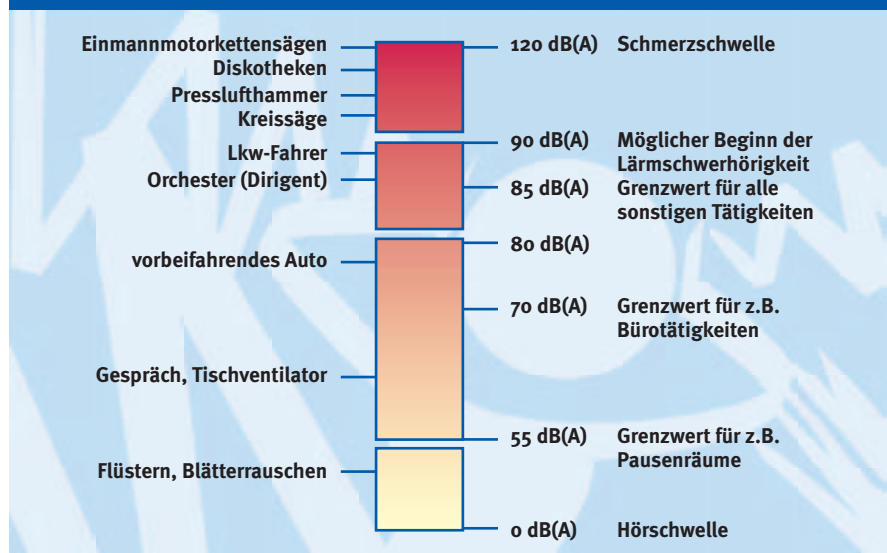 Einmannmotorkettensägen
Diskotheken
Presslufthammer
Kreissäge
Lkw-Fahrer
Orchester (Dirigent)
vorbeifahrendes Auto
Gespräch, Tischventilator
Flüstern, Blätterrauschen
120 dB(A) Schmerzschwelle
90 dB(A) Möglicher Beginn der
Lärmschwerhörigkeit
85 dB(A) Grenzwert für alle
sonstigen Tätigkeiten
80 dB(A)
70 dB(A) Grenzwert für z.B.
Bürotätigkeiten
55 dB(A) Grenzwert für z.B.
Pausenräume
0 dB(A) Hörschwelle